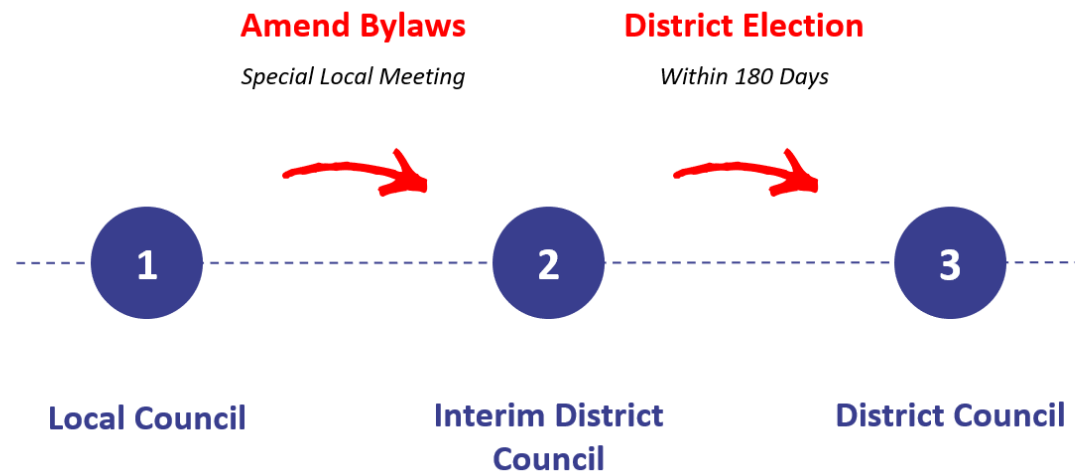 Amend Bylaws
Special Local Meeting
District Election
Within 180 Days
1
2
3
Local Council
Interim District
Council
District Council